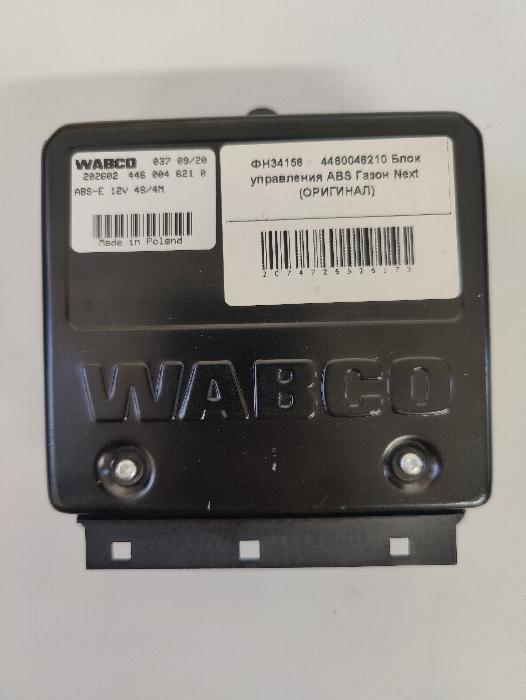 WABCO 037 09/20
202602 446 004 621 0
ABS-E 12V 4S/4M
Made in Poland
ФН34156 / 4460046210 Блок
управления ABS Газон Next
(ОРИГИНАЛ)
2074726526173
WABCO